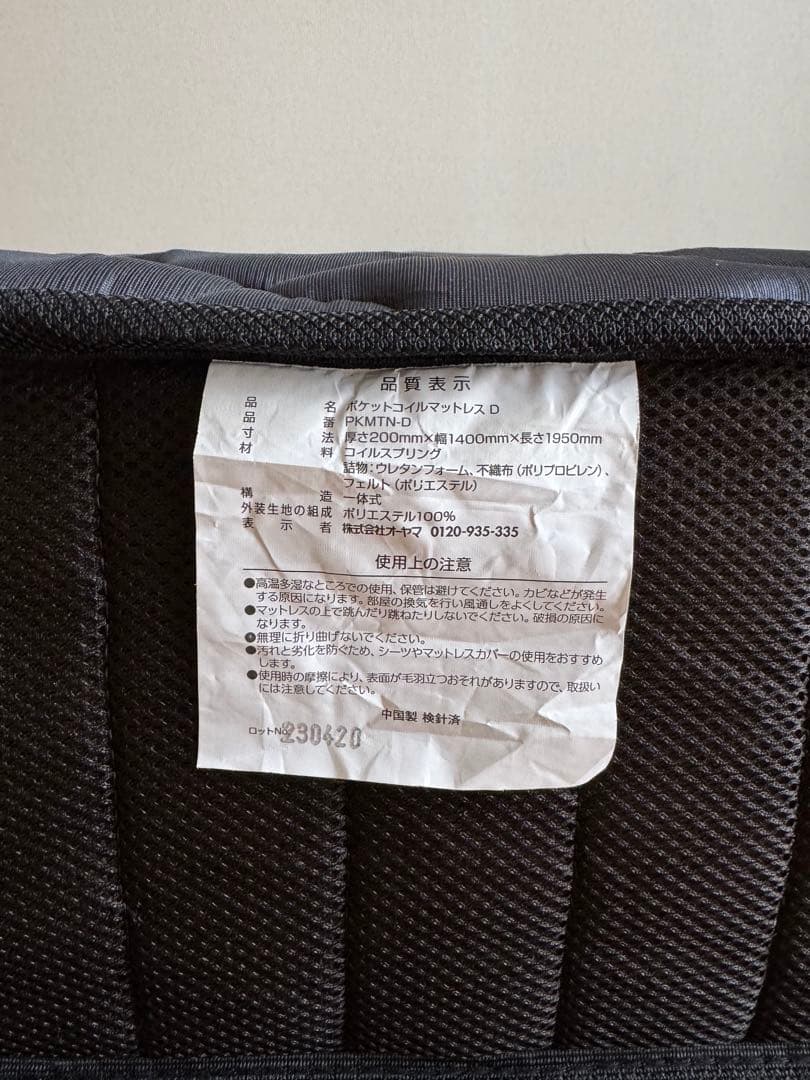 品質表示
品名 ポケットコイルマットレス D
品番 PKMTN-D
寸法 厚さ200mm×幅1400mm×長さ1950mm
材料 コイルスプリング
詰物:ウレタンフォーム、不織布(ポリプロピレン)、
フェルト(ポリエステル)
構造 一体式
外装生地の組成 ポリエステル100%
表示者 株式会社オーヤマ 0120-935-335
使用上の注意
●高温多湿なところでの使用、保管は避けてください。カビなどが発生
する原因になります。部屋の換気を行い風通しをよくしてください。
●マットレスの上で跳んだり跳ねたりしないでください。破損の原因に
なります。
●無理に折り曲げないでください。
●汚れと劣化を防ぐため、シーツやマットレスカバーの使用をおすすめ
します。
●使用時の摩擦により、表面が毛羽立つおそれがありますので、取扱い
には注意してください。
中国製 検針済
ロットNo.230420